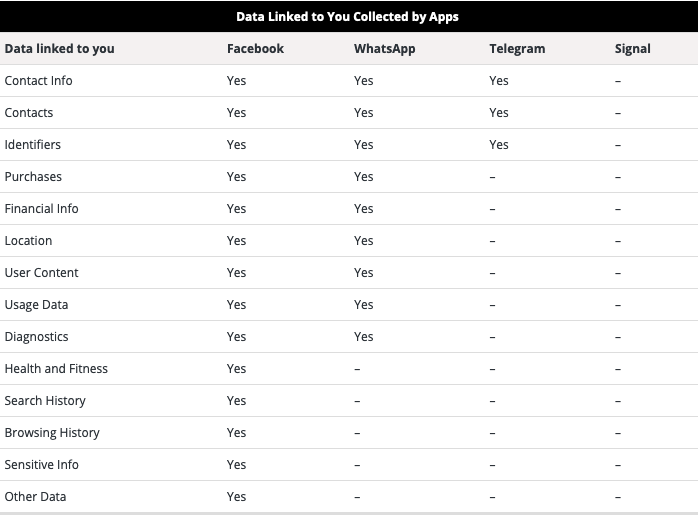 Data Linked to You Collected by Apps
Data linked to you Facebook WhatsApp Telegram Signal
Contact Info Yes Yes Yes –
Contacts Yes Yes Yes –
Identifiers Yes Yes Yes –
Purchases Yes Yes – –
Financial Info Yes Yes – –
Location Yes Yes – –
User Content Yes Yes – –
Usage Data Yes Yes – –
Diagnostics Yes Yes – –
Health and Fitness Yes – – –
Search History Yes – – –
Browsing History Yes – – –
Sensitive Info Yes – – –
Other Data Yes – – –